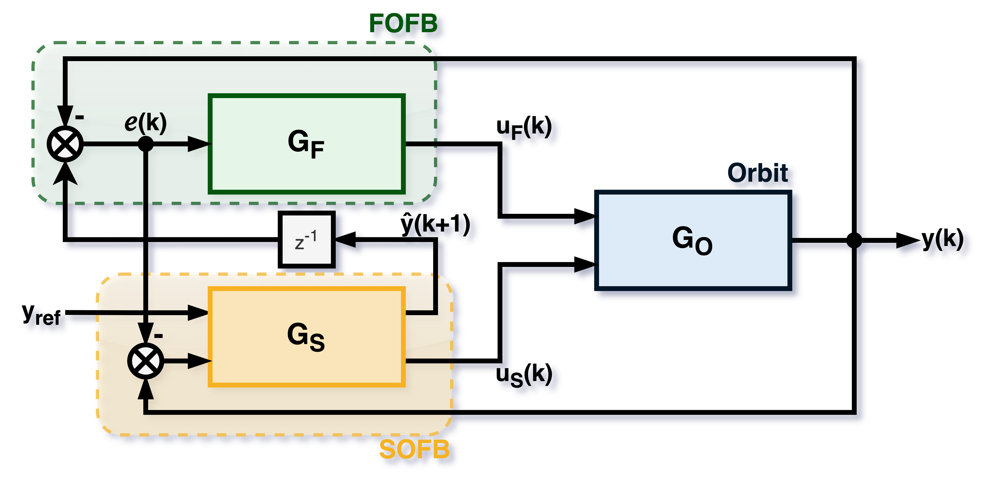 FOFB
-
e(k)
G_F
u_F(k)
Orbit
ŷ(k+1)
z^-1
G_O
y(k)
y_ref
-
G_S
u_S(k)
SOFB